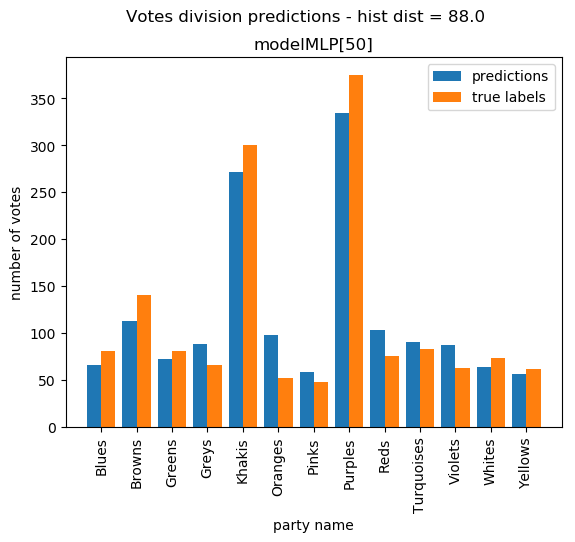 Votes division predictions - hist dist = 88.0
modelMLP[50]
predictions
true labels
number of votes
350
300
250
200
150
100
50
0
Blues
Browns
Greens
Greys
Khakis
Oranges
Pinks
Purples
Reds
Turquoises
Violets
Whites
Yellows
party name